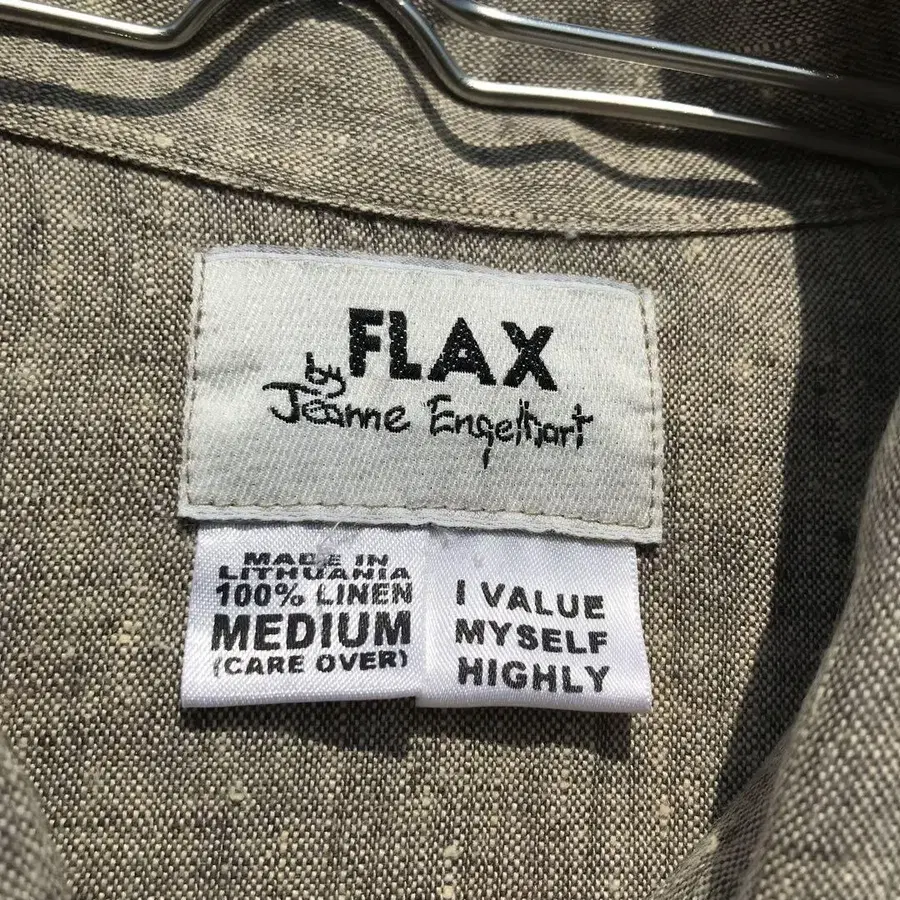 FLAX
by
Jeanne Engelhart
MADE IN
LITHUANIA
100% LINEN
MEDIUM
(CARE OVER)
I VALUE
MYSELF
HIGHLY